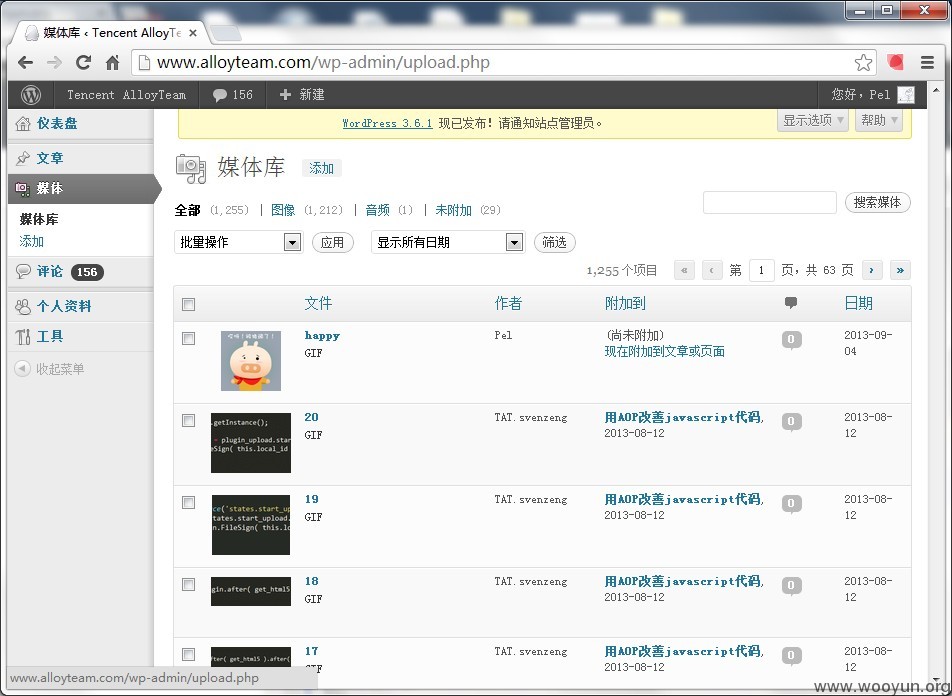 媒体库 ‹ Tencent AlloyTe
www.alloyteam.com/wp-admin/upload.php
Tencent AlloyTeam 156 + 新建 您好，Pel
仪表盘
文章
媒体
媒体库
添加
评论 156
个人资料
工具
收起菜单
WordPress 3.6.1 现已发布！请通知站点管理员。
显示选项 帮助
媒体库 添加
全部 (1,255) | 图像 (1,212) | 音频 (1) | 未附加 (29)
搜索媒体
批量操作 应用 显示所有日期 筛选
1,255 个项目 « ‹ 第 1 页，共 63 页 › »
文件 作者 附加到 日期
happy Pel (尚未附加) 0 2013-09-
GIF 现在附加到文章或页面 04
20 TAT.svenzeng 用AOP改善javascript代码, 0 2013-08-
GIF 2013-08-12 12
.getInstance();
= plugin_upload.star
eSign( this.local_id
19 TAT.svenzeng 用AOP改善javascript代码, 0 2013-08-
GIF 2013-08-12 12
ce('states.start_up
tates.start_upload.
n.FileSign( this.lo
18 TAT.svenzeng 用AOP改善javascript代码, 0 2013-08-
GIF 2013-08-12 12
gin.after( get_html5
17 TAT.svenzeng 用AOP改善javascript代码, 0 2013-08-
GIF 2013-08-12 12
fter( get_html5 ).after(
www.alloyteam.com/wp-admin/upload.php
www.wooyun.org